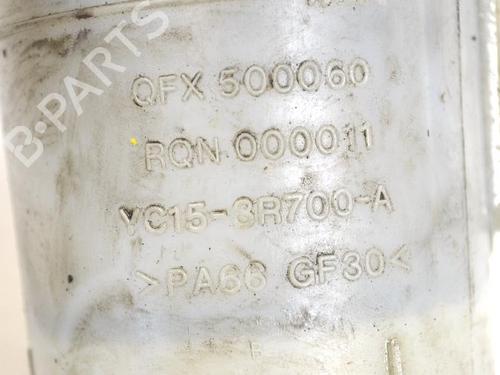 B-PARTS
QFX 500060
RQN 000011
YC15-3R700-A
>PA66 GF30<